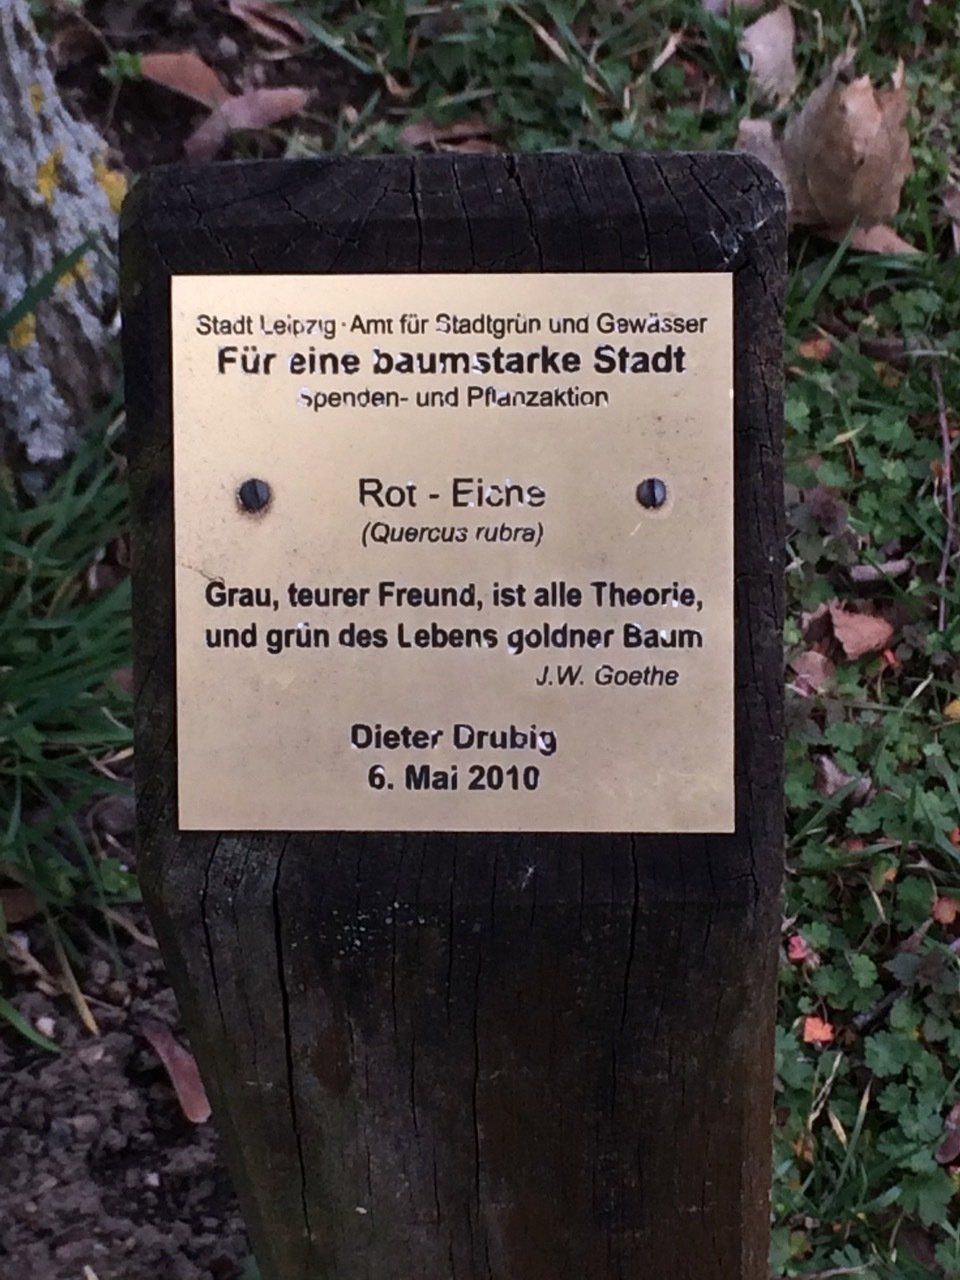 Stadt Leipzig · Amt für Stadtgrün und Gewässer
Für eine baumstarke Stadt
Spenden- und Pflanzaktion
Rot - Eiche
(Quercus rubra)
Grau, teurer Freund, ist alle Theorie,
und grün des Lebens goldner Baum
J.W. Goethe
Dieter Drubig
6. Mai 2010